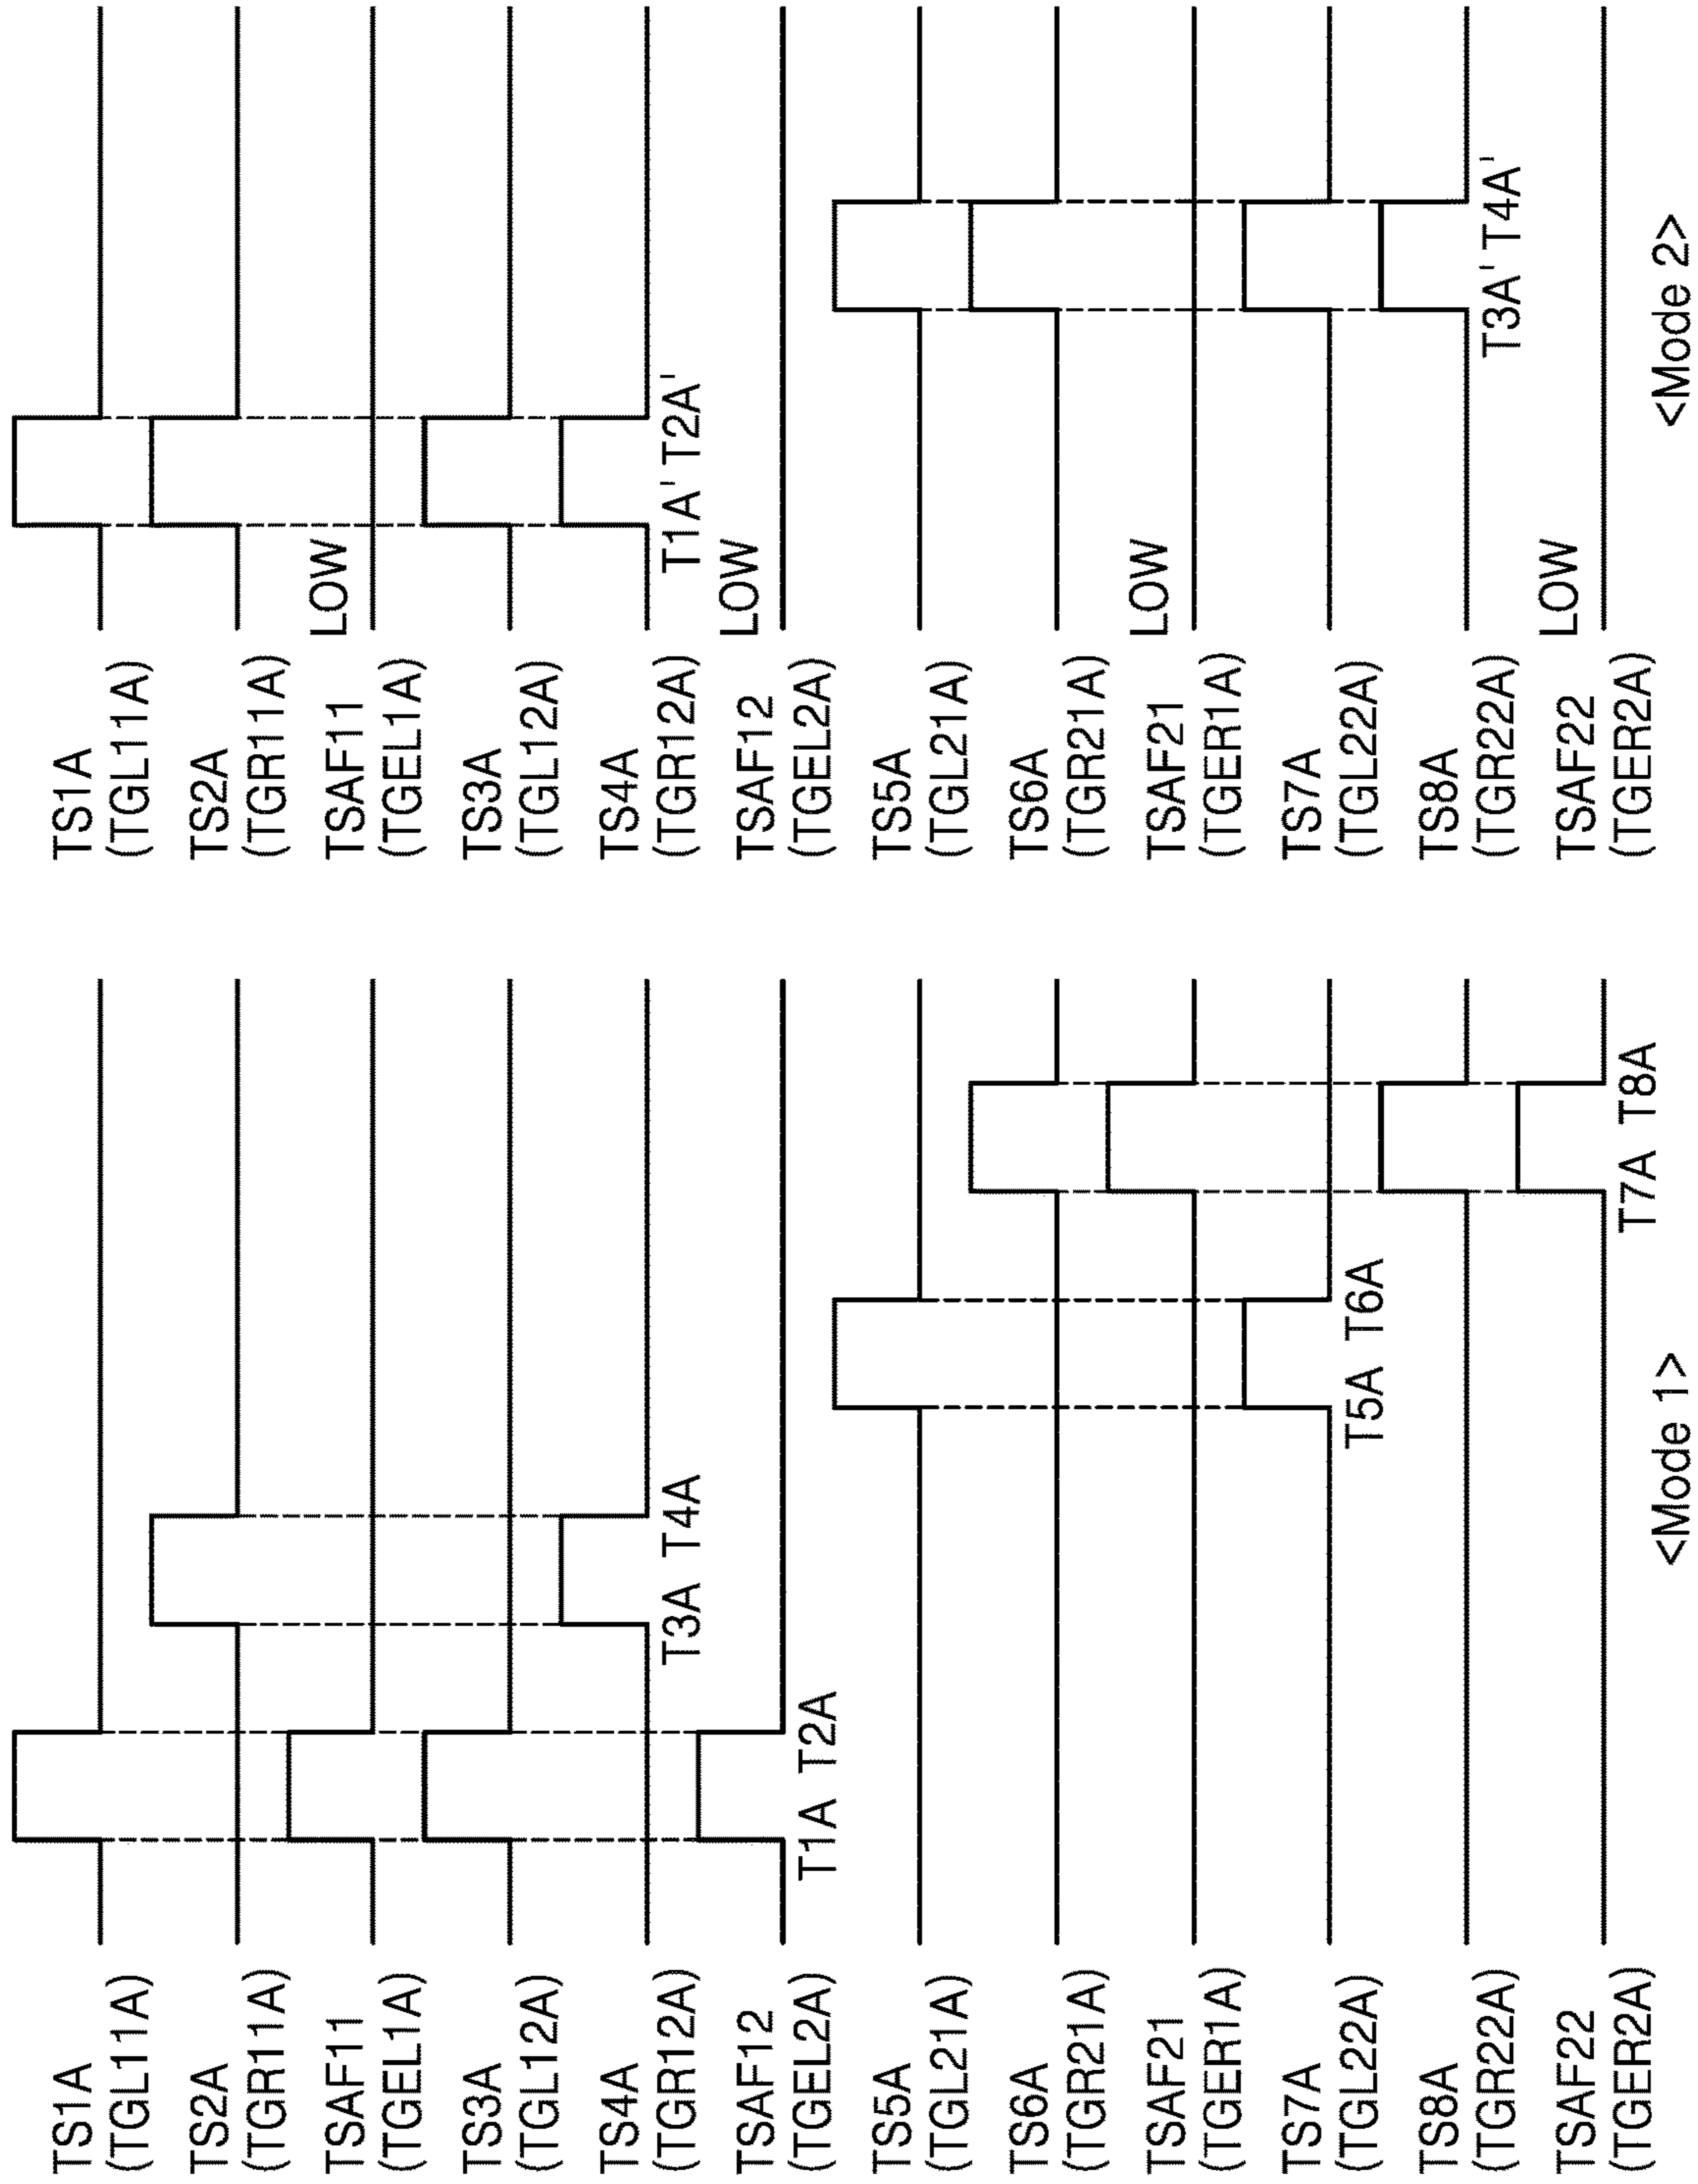 TS1A
(TGL11A)
TS2A
(TGR11A)
TSAF11
(TGEL1A)
TS3A
(TGL12A)
TS4A
(TGR12A)
T3A T4A
TSAF12
(TGEL2A)
T1A T2A
TS5A
(TGL21A)
TS6A
(TGR21A)
TSAF21
(TGER1A)
TS7A
(TGL22A)
T5A T6A
TS8A
(TGR22A)
TSAF22
(TGER2A)
T7A T8A
<Mode 1>
TS1A
(TGL11A)
TS2A
(TGR11A)
TSAF11
LOW
(TGEL1A)
TS3A
(TGL12A)
TS4A
(TGR12A)
T1A' T2A'
TSAF12
LOW
(TGEL2A)
TS5A
(TGL21A)
TS6A
(TGR21A)
TSAF21
LOW
(TGER1A)
TS7A
(TGL22A)
TS8A
(TGR22A)
T3A' T4A'
TSAF22
LOW
(TGER2A)
<Mode 2>